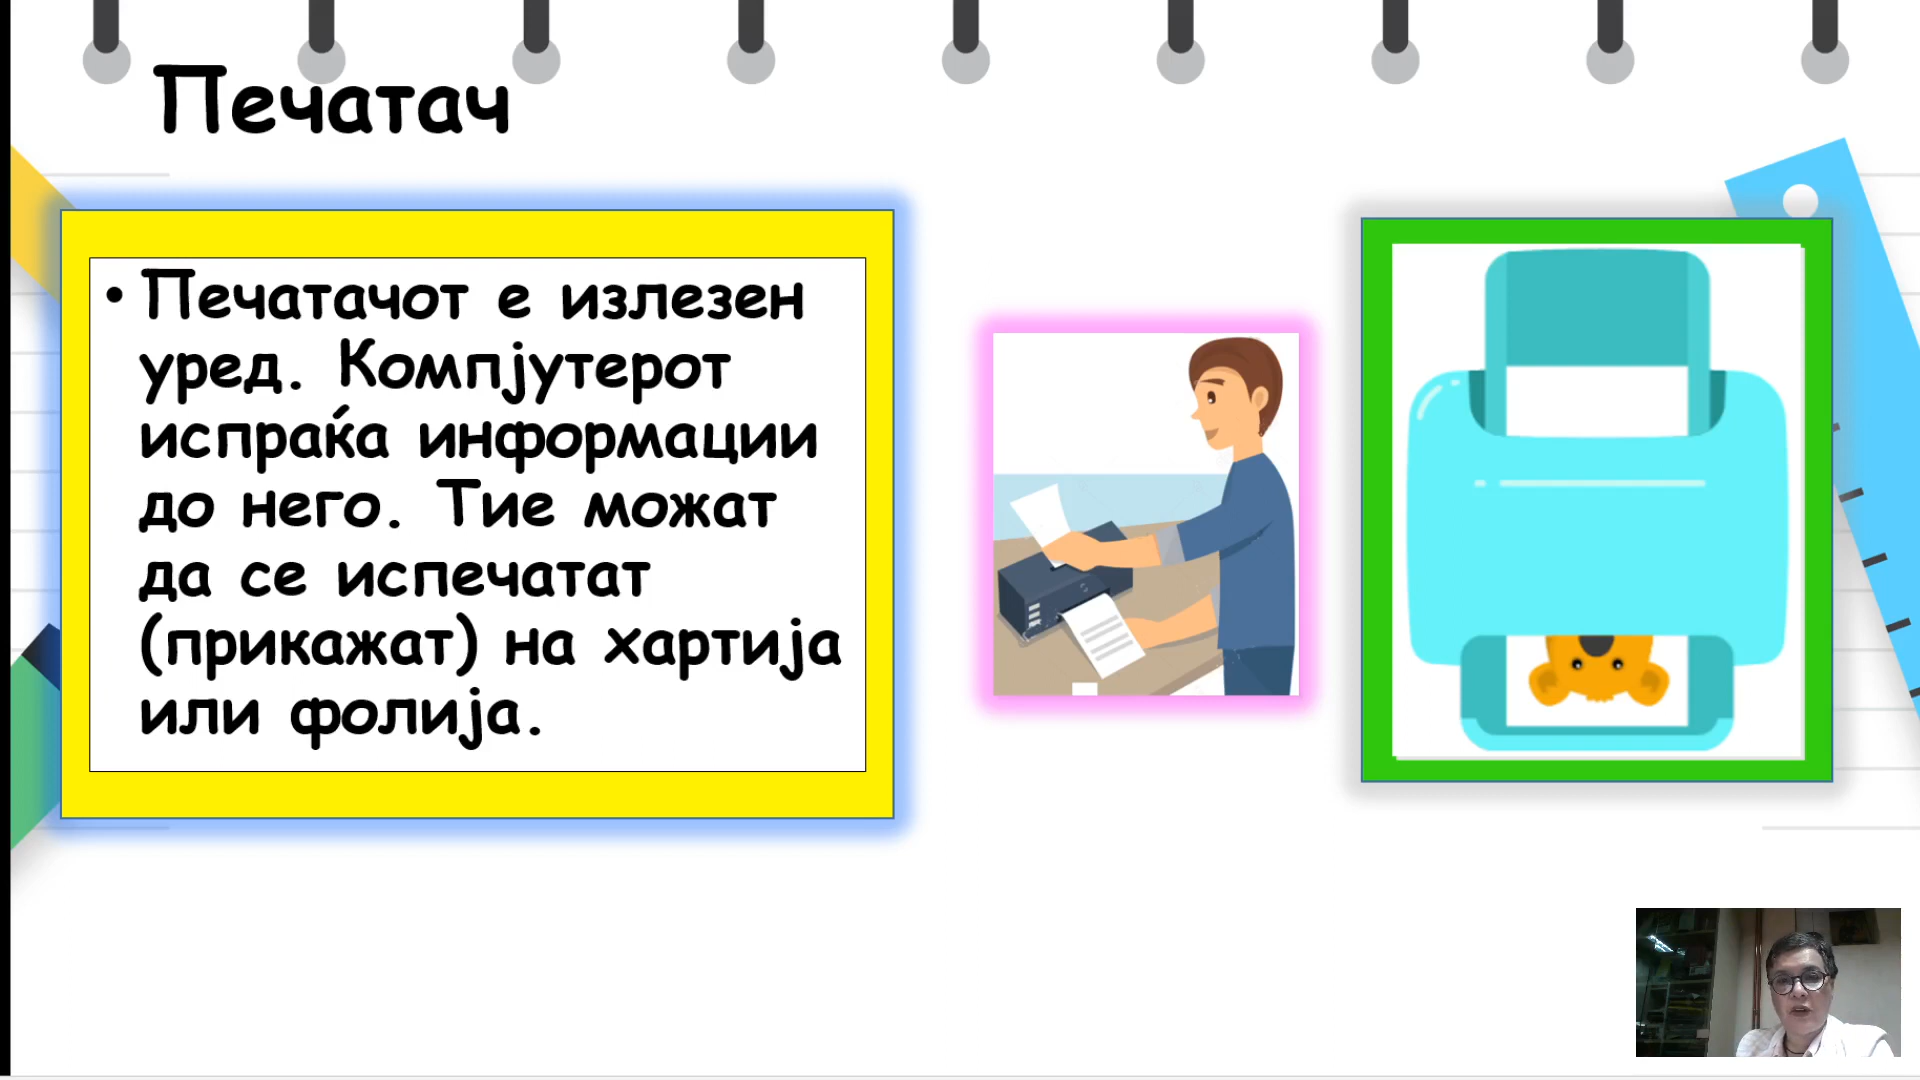 Печатач
• Печатачот е излезен
уред. Компјутерот
испраќа информации
до него. Тие можат
да се испечатат
(прикажат) на хартија
или фолија.